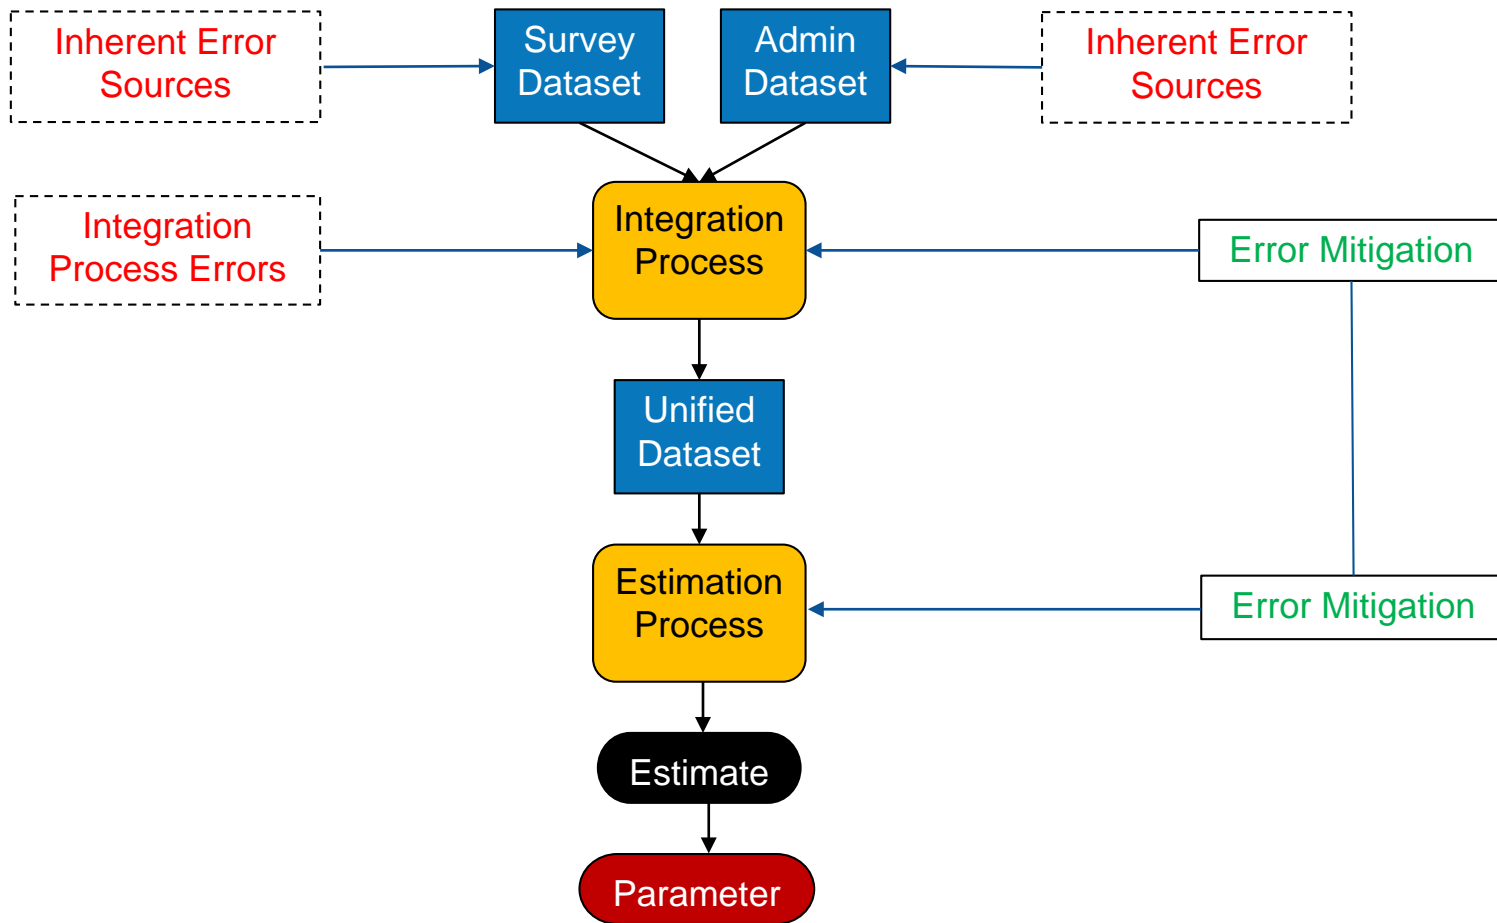 Inherent Error
Sources
Survey
Dataset
Admin
Dataset
Inherent Error
Sources
Integration
Process Errors
Integration
Process
Error Mitigation
Unified
Dataset
Estimation
Process
Error Mitigation
Estimate
Parameter